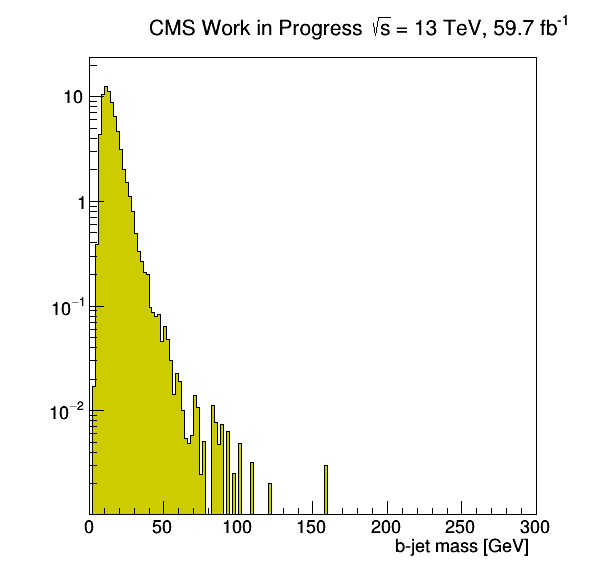 CMS Work in Progress √s = 13 TeV, 59.7 fb⁻¹
10
1
10⁻¹
10⁻²
0 50 100 150 200 250 300
b-jet mass [GeV]